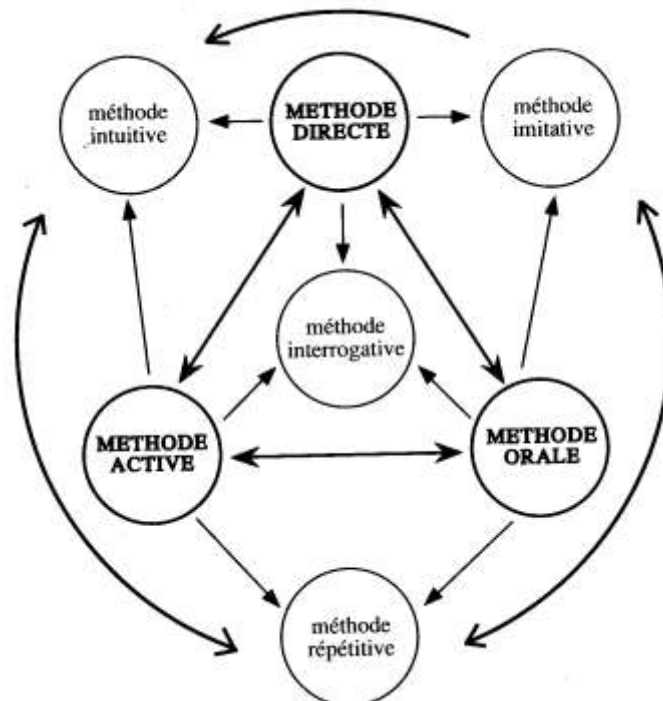 méthode
intuitive
METHODE
DIRECTE
méthode
imitative
méthode
interrogative
METHODE
ACTIVE
METHODE
ORALE
méthode
répétitive